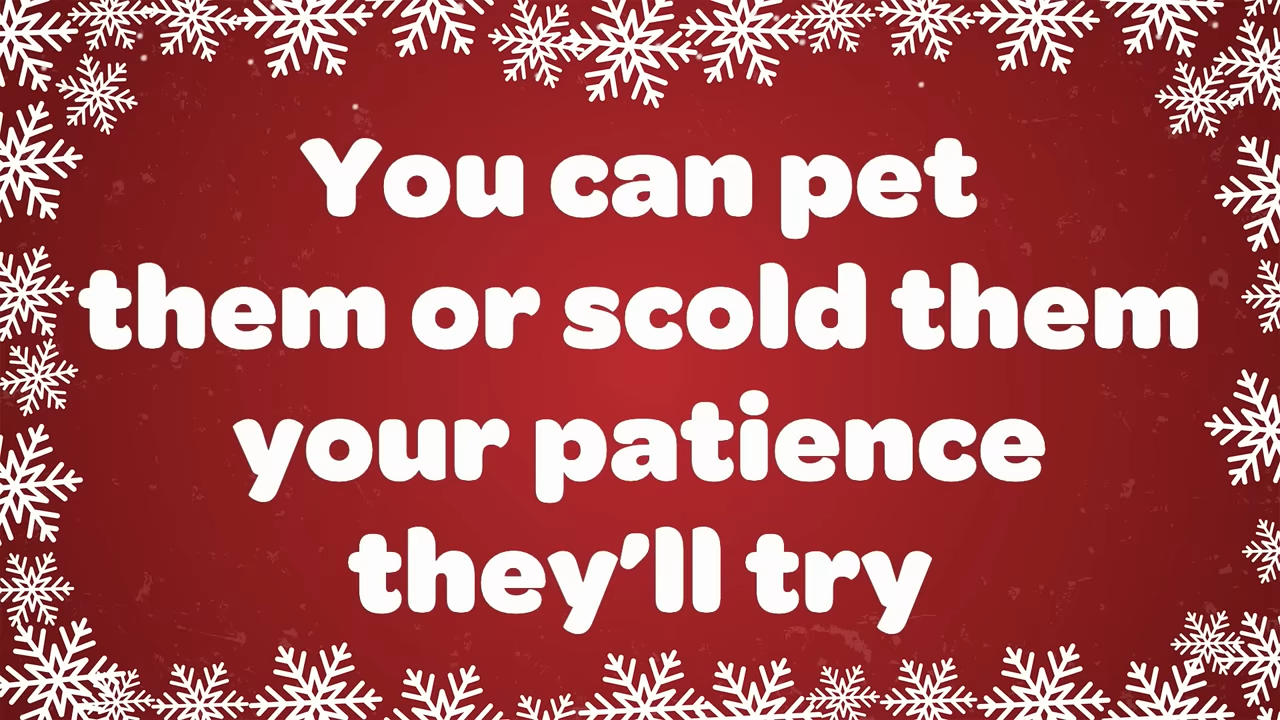 You can pet
them or scold them
your patience
they’ll try